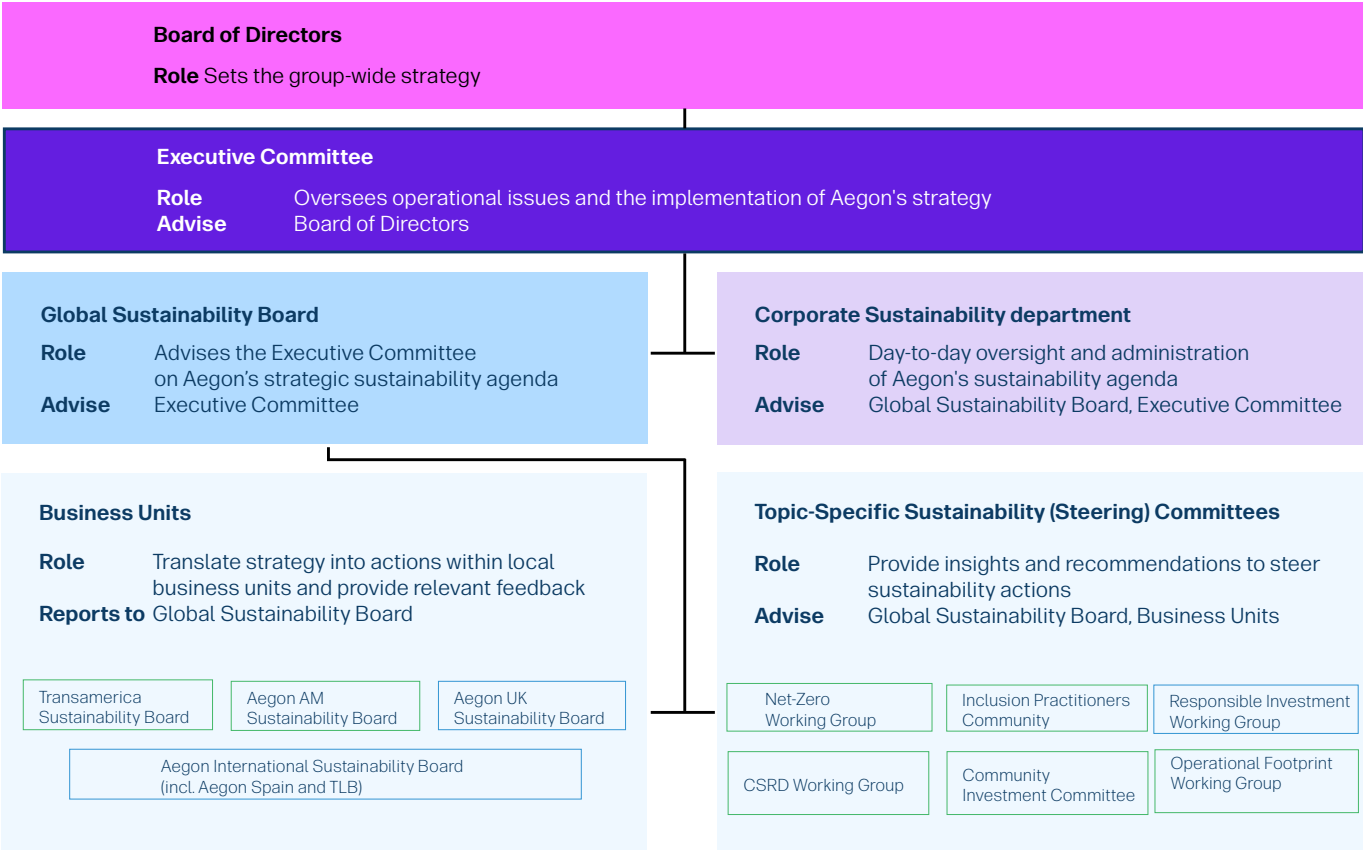 Board of Directors
Role Sets the group-wide strategy
Executive Committee
Role Oversees operational issues and the implementation of Aegon's strategy
Advise Board of Directors
Global Sustainability Board
Role Advises the Executive Committee
on Aegon’s strategic sustainability agenda
Advise Executive Committee
Corporate Sustainability department
Role Day-to-day oversight and administration
of Aegon's sustainability agenda
Advise Global Sustainability Board, Executive Committee
Business Units
Role Translate strategy into actions within local
business units and provide relevant feedback
Reports to Global Sustainability Board
Transamerica
Sustainability Board
Aegon AM
Sustainability Board
Aegon UK
Sustainability Board
Aegon International Sustainability Board
(incl. Aegon Spain and TLB)
Topic-Specific Sustainability (Steering) Committees
Role Provide insights and recommendations to steer
sustainability actions
Advise Global Sustainability Board, Business Units
Net-Zero
Working Group
Inclusion Practitioners
Community
Responsible Investment
Working Group
CSRD Working Group
Community
Investment Committee
Operational Footprint
Working Group